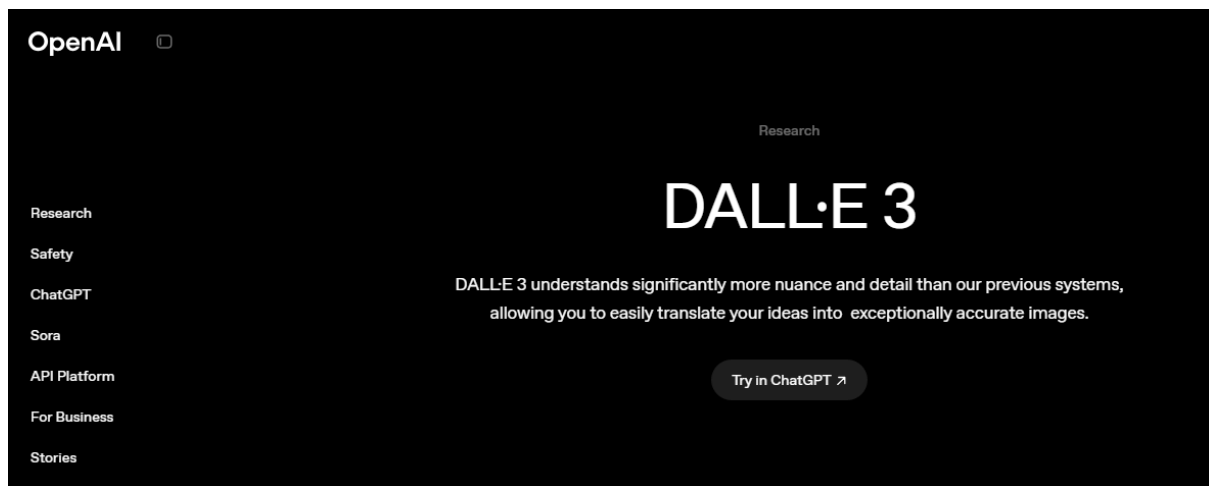 OpenAI
Research
DALL·E 3
DALL·E 3 understands significantly more nuance and detail than our previous systems,
allowing you to easily translate your ideas into  exceptionally accurate images.
Try in ChatGPT ↗
Research
Safety
ChatGPT
Sora
API Platform
For Business
Stories